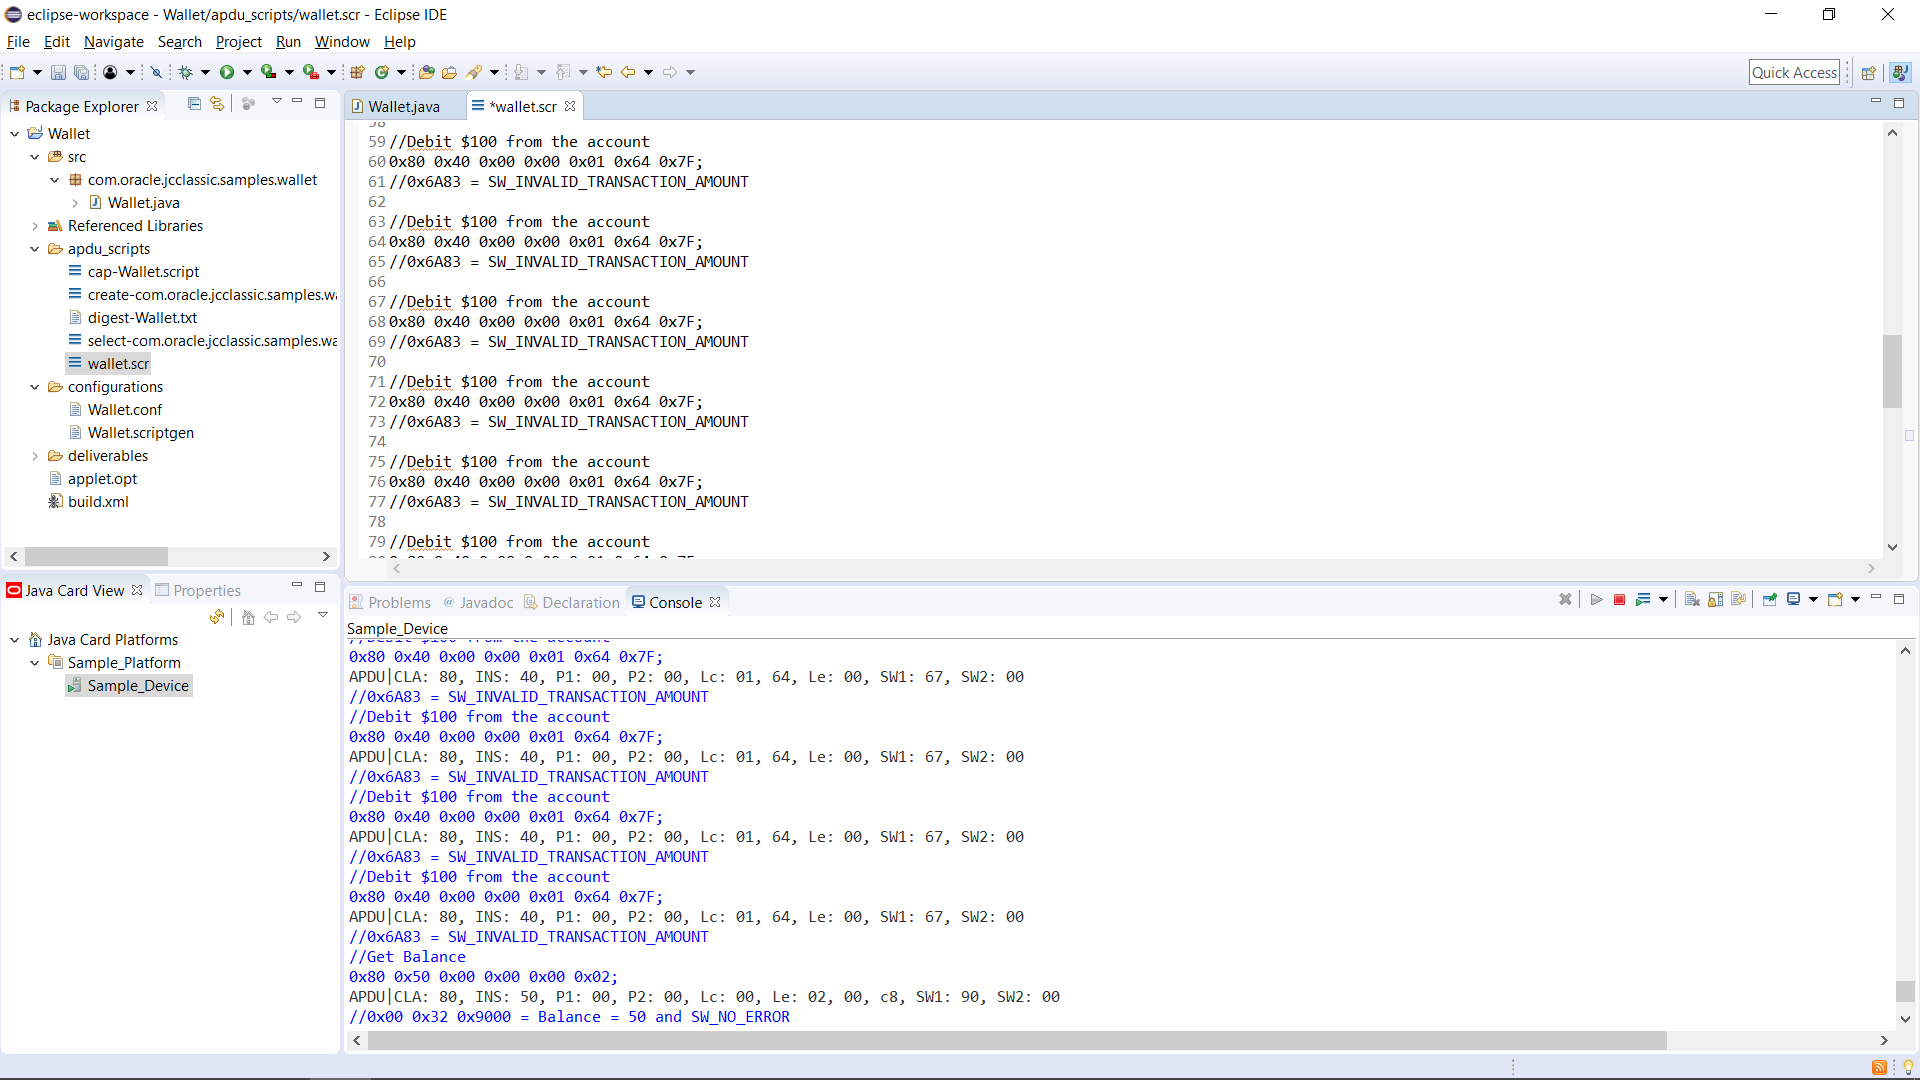 eclipse-workspace - Wallet/apdu_scripts/wallet.scr - Eclipse IDE
File Edit Navigate Search Project Run Window Help
Quick Access
Package Explorer
Wallet
src
com.oracle.jcclassic.samples.wallet
Wallet.java
Referenced Libraries
apdu_scripts
cap-Wallet.script
create-com.oracle.jcclassic.samples.wa
digest-Wallet.txt
select-com.oracle.jcclassic.samples.wa
wallet.scr
configurations
Wallet.conf
Wallet.scriptgen
deliverables
applet.opt
build.xml
Java Card View Properties
Java Card Platforms
Sample_Platform
Sample_Device
Wallet.java *wallet.scr
58
59 //Debit $100 from the account
60 0x80 0x40 0x00 0x00 0x01 0x64 0x7F;
61 //0x6A83 = SW_INVALID_TRANSACTION_AMOUNT
62
63 //Debit $100 from the account
64 0x80 0x40 0x00 0x00 0x01 0x64 0x7F;
65 //0x6A83 = SW_INVALID_TRANSACTION_AMOUNT
66
67 //Debit $100 from the account
68 0x80 0x40 0x00 0x00 0x01 0x64 0x7F;
69 //0x6A83 = SW_INVALID_TRANSACTION_AMOUNT
70
71 //Debit $100 from the account
72 0x80 0x40 0x00 0x00 0x01 0x64 0x7F;
73 //0x6A83 = SW_INVALID_TRANSACTION_AMOUNT
74
75 //Debit $100 from the account
76 0x80 0x40 0x00 0x00 0x01 0x64 0x7F;
77 //0x6A83 = SW_INVALID_TRANSACTION_AMOUNT
78
79 //Debit $100 from the account
80 0x80 0x40 0x00 0x00 0x01 0x64 0x7F;
Problems Javadoc Declaration Console
Sample_Device
//Debit $100 from the account
0x80 0x40 0x00 0x00 0x01 0x64 0x7F;
APDU|CLA: 80, INS: 40, P1: 00, P2: 00, Lc: 01, 64, Le: 00, SW1: 67, SW2: 00
//0x6A83 = SW_INVALID_TRANSACTION_AMOUNT
//Debit $100 from the account
0x80 0x40 0x00 0x00 0x01 0x64 0x7F;
APDU|CLA: 80, INS: 40, P1: 00, P2: 00, Lc: 01, 64, Le: 00, SW1: 67, SW2: 00
//0x6A83 = SW_INVALID_TRANSACTION_AMOUNT
//Debit $100 from the account
0x80 0x40 0x00 0x00 0x01 0x64 0x7F;
APDU|CLA: 80, INS: 40, P1: 00, P2: 00, Lc: 01, 64, Le: 00, SW1: 67, SW2: 00
//0x6A83 = SW_INVALID_TRANSACTION_AMOUNT
//Debit $100 from the account
0x80 0x40 0x00 0x00 0x01 0x64 0x7F;
APDU|CLA: 80, INS: 40, P1: 00, P2: 00, Lc: 01, 64, Le: 00, SW1: 67, SW2: 00
//0x6A83 = SW_INVALID_TRANSACTION_AMOUNT
//Get Balance
0x80 0x50 0x00 0x00 0x00 0x02;
APDU|CLA: 80, INS: 50, P1: 00, P2: 00, Lc: 00, Le: 02, 00, c8, SW1: 90, SW2: 00
//0x00 0x32 0x9000 = Balance = 50 and SW_NO_ERROR